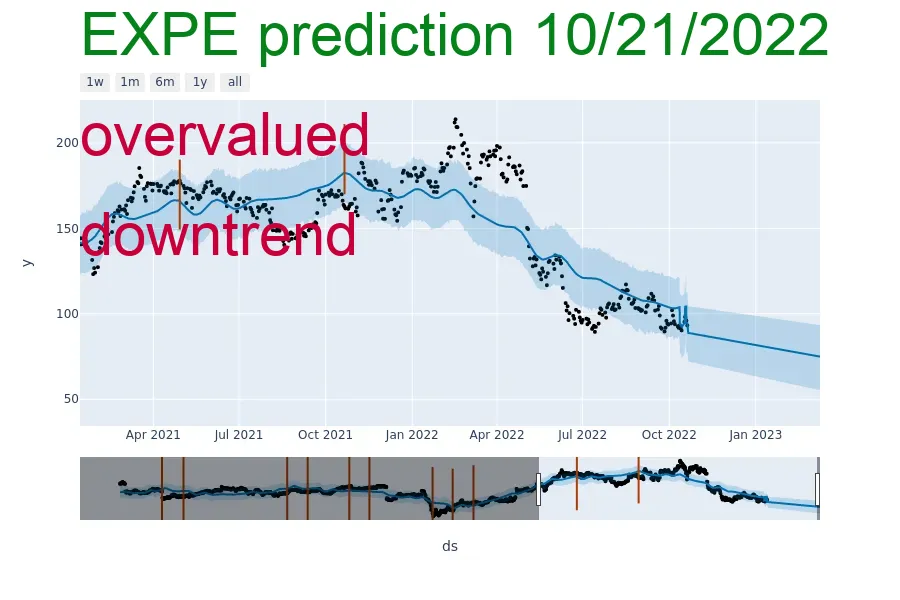 EXPE prediction 10/21/2022
1w 1m 6m 1y all
overvalued
downtrend
200
150
100
50
y
Apr 2021 Jul 2021 Oct 2021 Jan 2022 Apr 2022 Jul 2022 Oct 2022 Jan 2023
ds